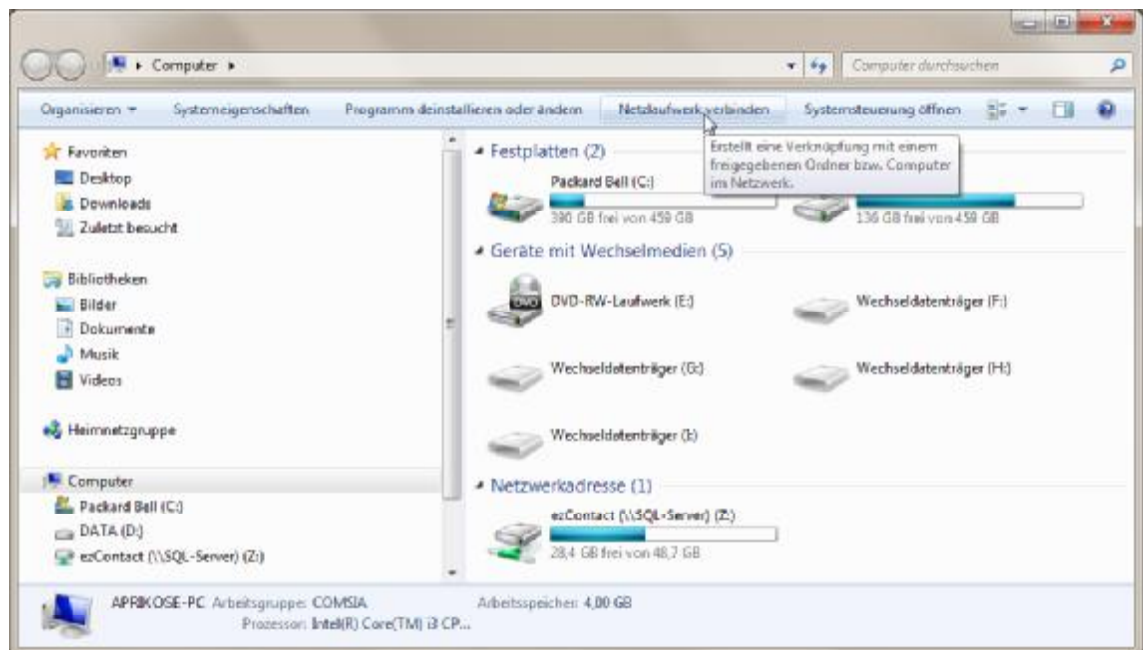 Computer
Computer durchsuchen
Organisieren Systemeigenschaften Programm deinstallieren oder ändern Netzlaufwerk verbinden Systemsteuerung öffnen
Erstellt eine Verknüpfung mit einem
freigegebenen Ordner bzw. Computer
im Netzwerk.
Favoriten
Desktop
Downloads
Zuletzt besucht
Bibliotheken
Bilder
Dokumente
Musik
Videos
Heimnetzgruppe
Computer
Packard Bell (C:)
DATA (D:)
ezContact (\\SQL-Server) (Z:)
Festplatten (2)
Packard Bell (C:)
390 GB frei von 459 GB
136 GB frei von 459 GB
Geräte mit Wechselmedien (5)
DVD
DVD-RW-Laufwerk (E:)
Wechseldatenträger (F:)
Wechseldatenträger (G:)
Wechseldatenträger (H:)
Wechseldatenträger (I:)
Netzwerkadresse (1)
ezContact (\\SQL-Server) (Z:)
28,4 GB frei von 48,7 GB
APRIKOSE-PC Arbeitsgruppe: COMSIA Arbeitsspeicher: 4,00 GB
Prozessor: Intel(R) Core(TM) i3 CP...